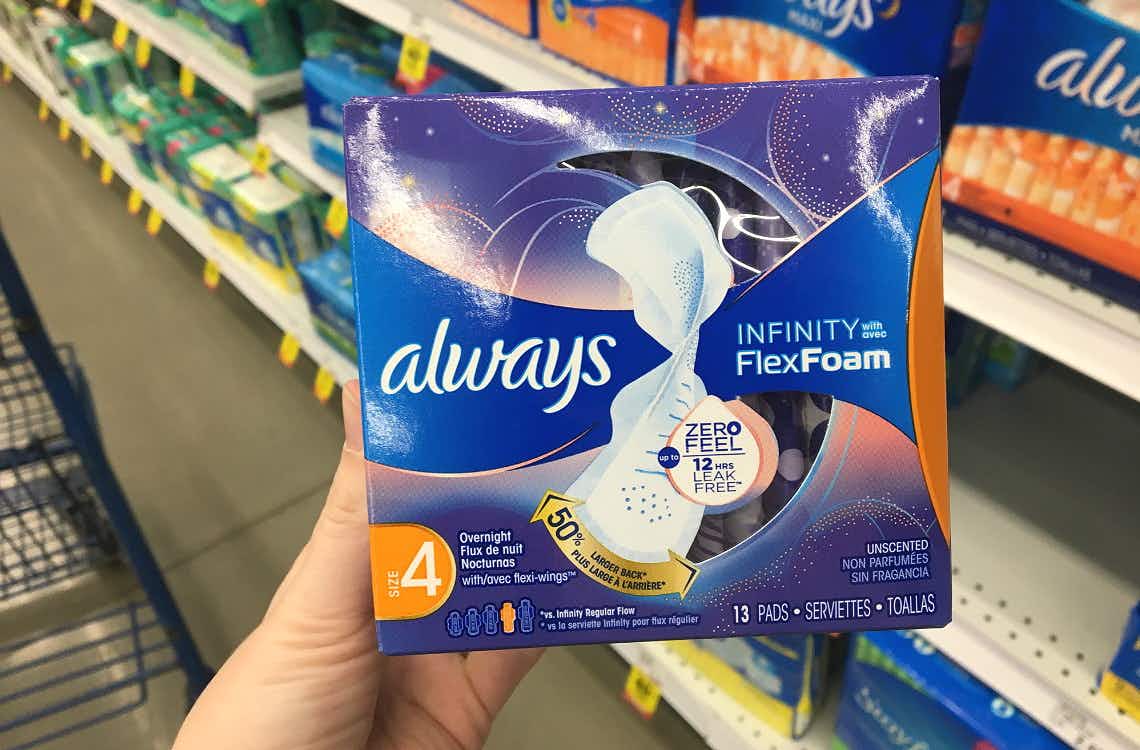 always
INFINITY with
avec
FlexFoam
ZERO
FEEL
up to
12 HRS
LEAK
FREE™
50%
LARGER BACK*
PLUS LARGE À L'ARRIÈRE*
SIZE 4
Overnight
Flux de nuit
Nocturnas
with/avec flexi-wings™
*vs. Infinity Regular Flow
*vs la serviette Infinity pour flux régulier
UNSCENTED
NON PARFUMÉES
SIN FRAGANCIA
13 PADS • SERVIETTES • TOALLAS
MAXI